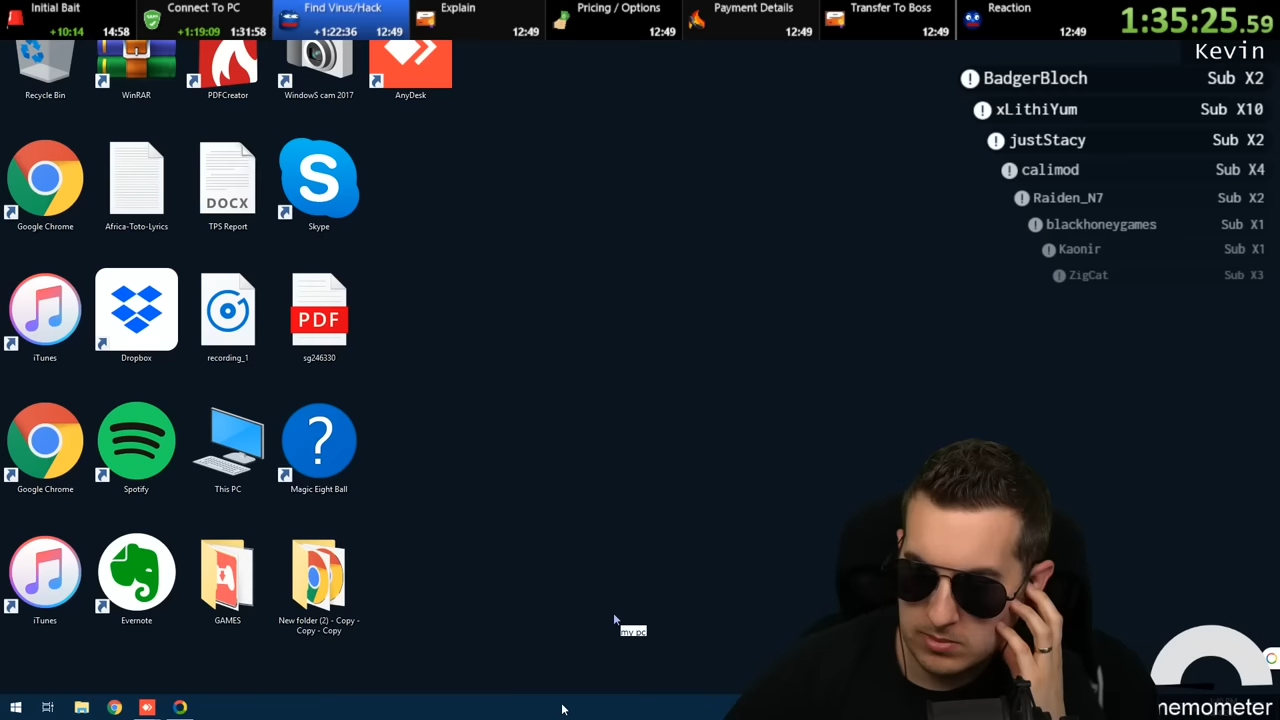 Initial Bait
+10:14 14:58
Connect To PC
+1:19:09 1:31:58
Find Virus/Hack
+1:22:36 12:49
Explain
12:49
Pricing / Options
12:49
Payment Details
12:49
Transfer To Boss
12:49
Reaction
12:49
1:35:25.59
Kevin
BadgerBloch Sub X2
xLithiYum Sub X10
justStacy Sub X2
calimod Sub X4
Raiden_N7 Sub X2
blackhoneygames Sub X1
Kaonir Sub X1
ZigCat Sub X3
Recycle Bin
WinRAR
PDFCreator
WindowS cam 2017
AnyDesk
Google Chrome
Africa-Toto-Lyrics
DOCX
TPS Report
S
Skype
iTunes
Dropbox
recording_1
PDF
sg246330
Google Chrome
Spotify
This PC
?
Magic Eight Ball
iTunes
Evernote
GAMES
New folder (2) - Copy -
Copy - Copy
my pc
memometer